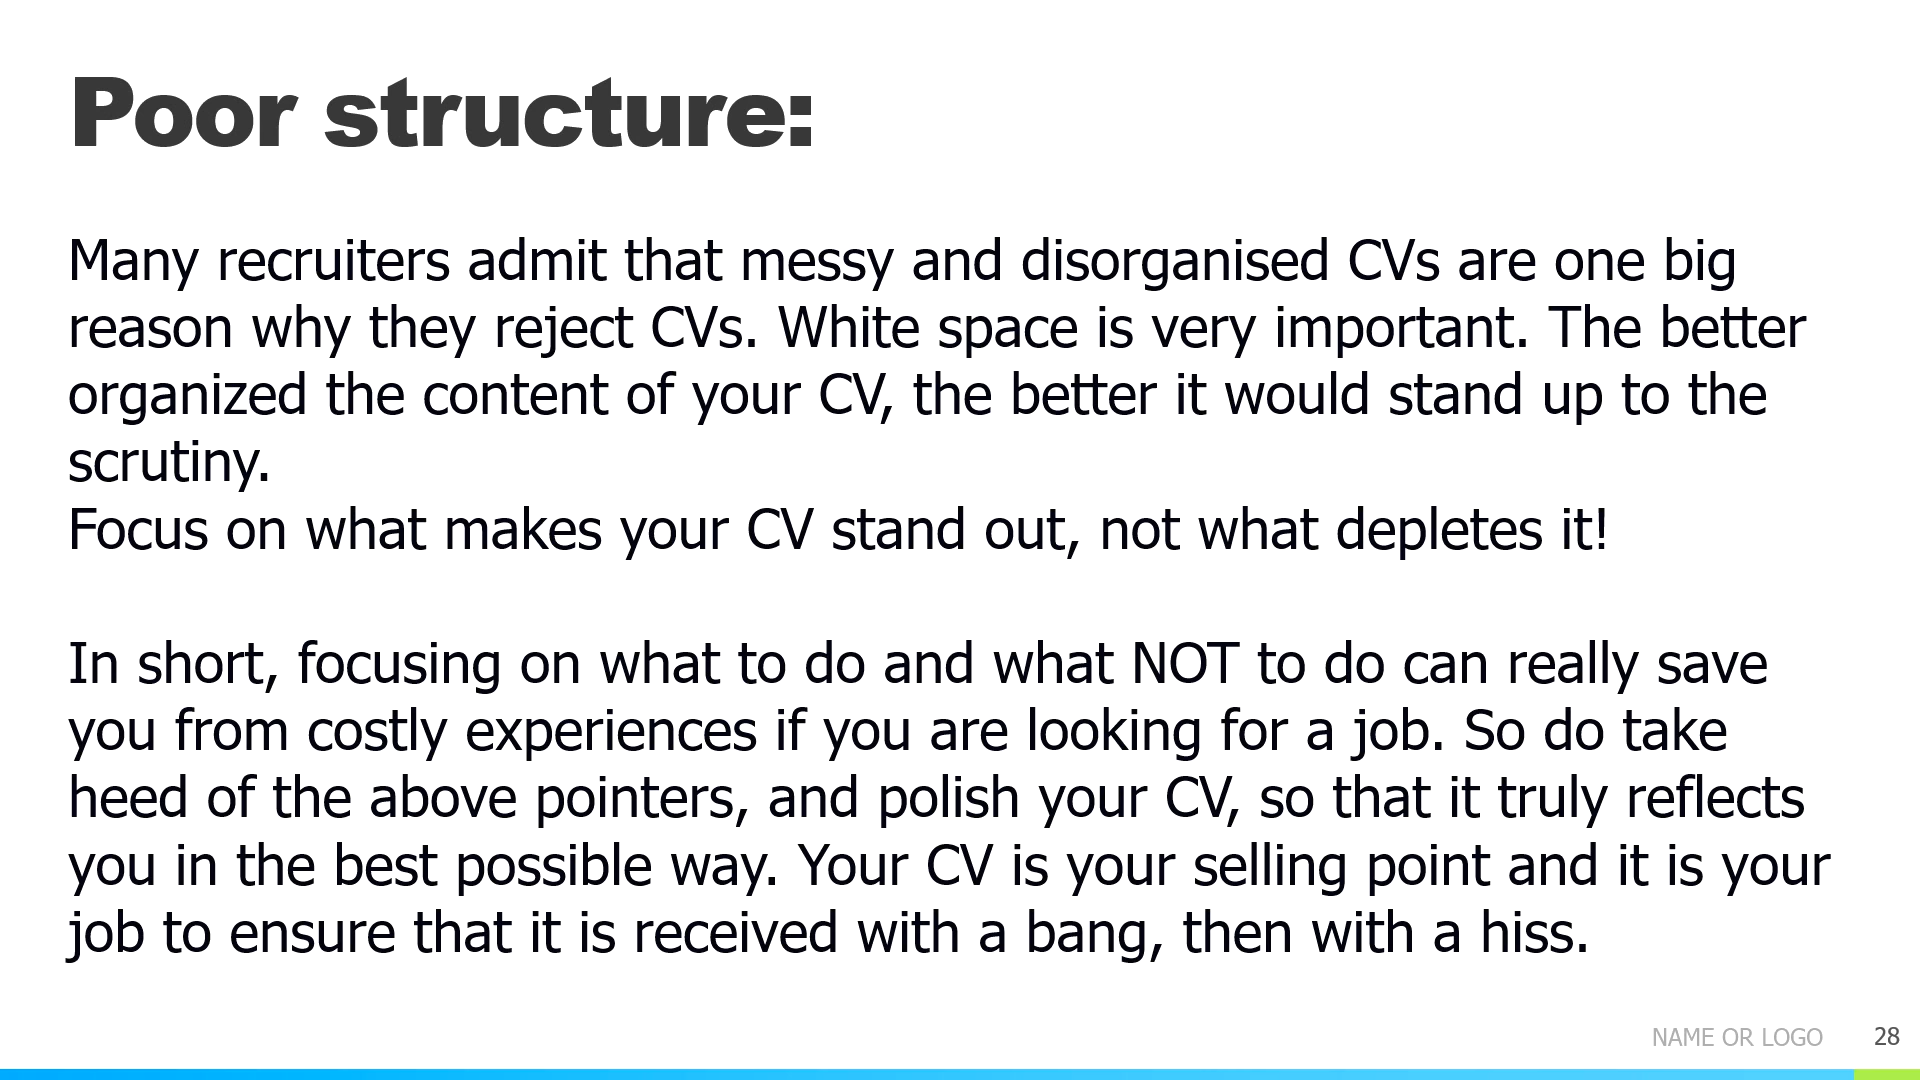 Poor structure:
Many recruiters admit that messy and disorganised CVs are one big
reason why they reject CVs. White space is very important. The better
organized the content of your CV, the better it would stand up to the
scrutiny.
Focus on what makes your CV stand out, not what depletes it!
In short, focusing on what to do and what NOT to do can really save
you from costly experiences if you are looking for a job. So do take
heed of the above pointers, and polish your CV, so that it truly reflects
you in the best possible way. Your CV is your selling point and it is your
job to ensure that it is received with a bang, then with a hiss.
NAME OR LOGO 28